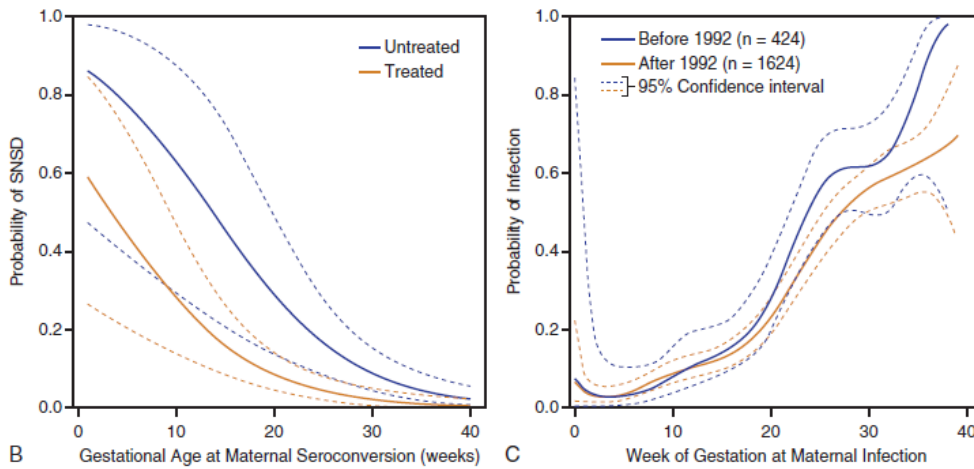 1.0
0.8
0.6
0.4
0.2
0.0
Probability of SNSD
Untreated
Treated
0
10
20
30
40
B
Gestational Age at Maternal Seroconversion (weeks)
1.0
0.8
0.6
0.4
0.2
0.0
Probability of Infection
Before 1992 (n = 424)
After 1992 (n = 1624)
95% Confidence interval
0
10
20
30
40
C
Week of Gestation at Maternal Infection